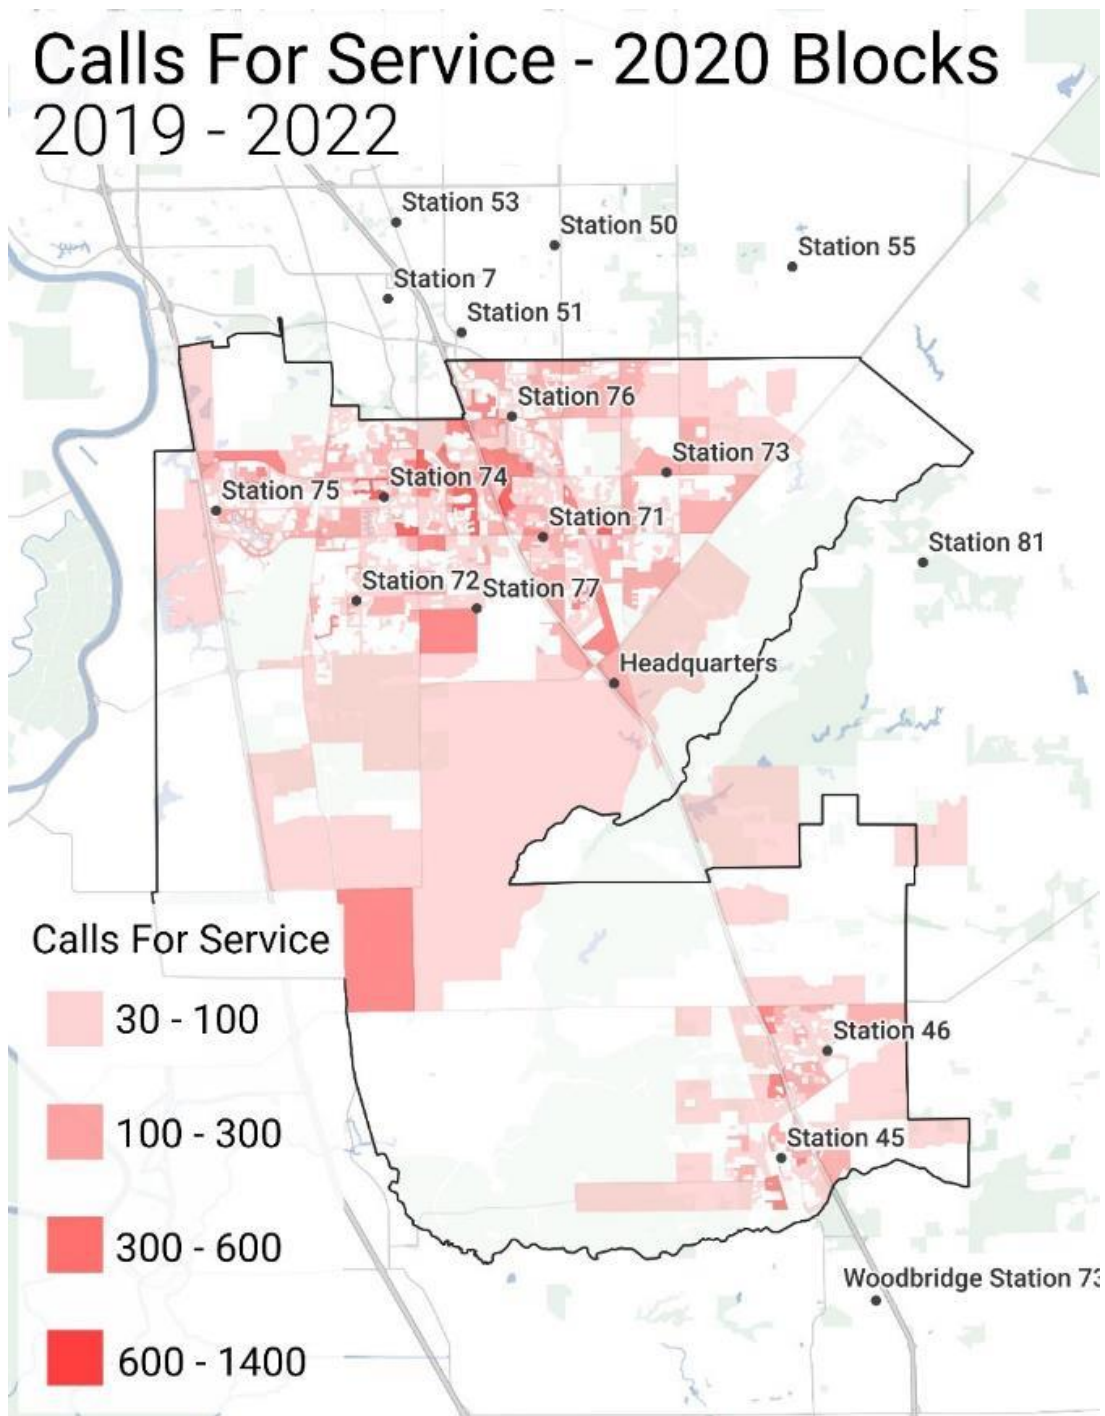 Calls For Service - 2020 Blocks
2019 - 2022
Station 53
Station 50
Station 55
Station 7
Station 51
Station 76
Station 73
Station 74
Station 75
Station 71
Station 81
Station 72
Station 77
Headquarters
Calls For Service
30 - 100
100 - 300
300 - 600
600 - 1400
Station 46
Station 45
Woodbridge Station 73